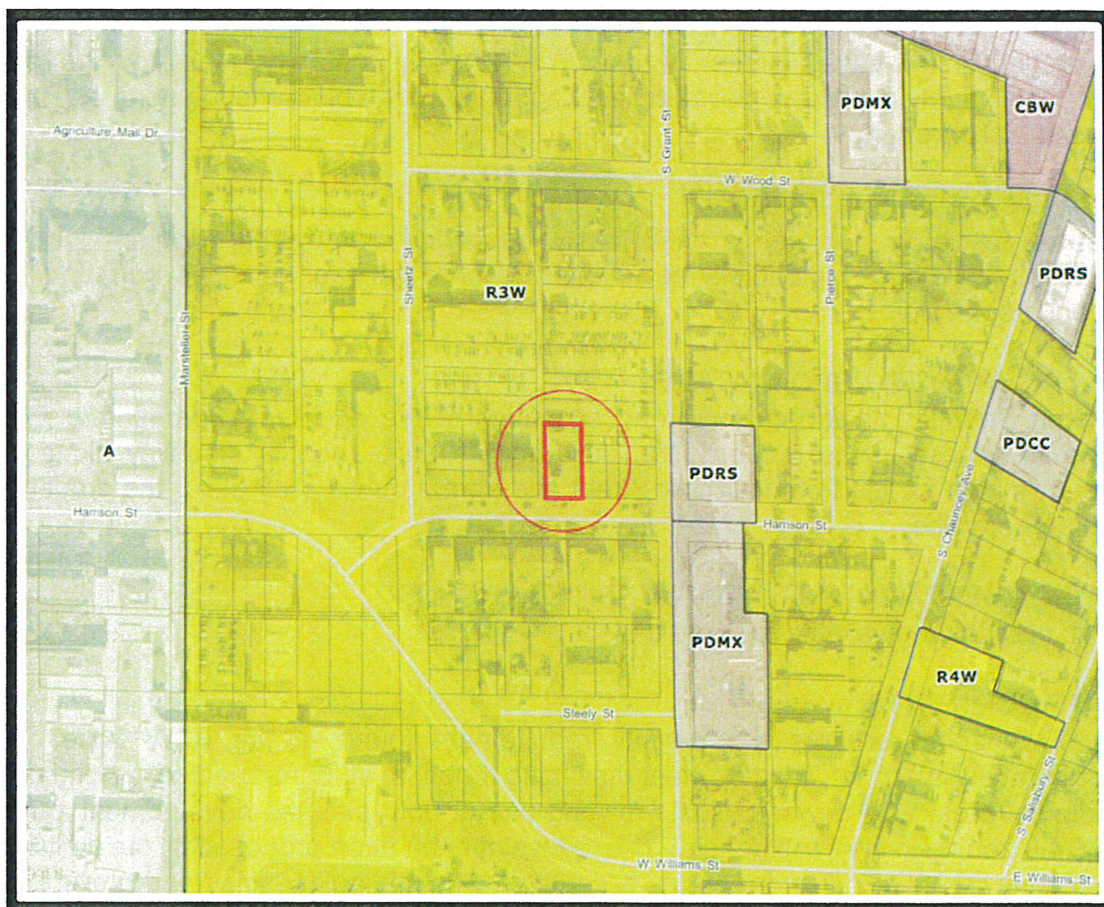 PDMX
CBW
Agriculture Mall Dr
S Grant St
W Wood St
PDRS
Sheetz St
R3W
Pierce St
Marsteller St
PDCC
A
PDRS
S Chauncey Ave
Harrison St
Harrison St
PDMX
R4W
Steely St
S Salisbury St
W Williams St
E Williams St